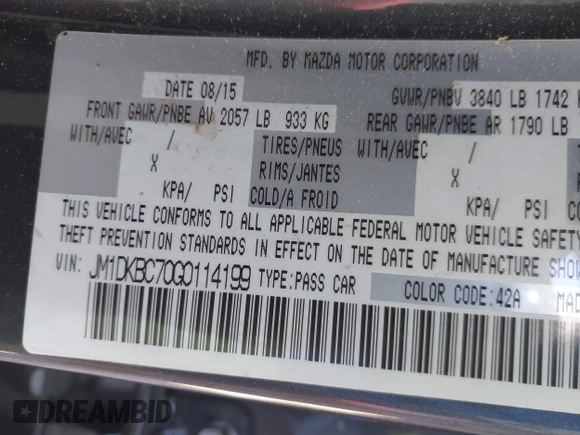 MFD. BY MAZDA MOTOR CORPORATION
DATE 08/15
GVWR/PNBV 3840 LB 1742
FRONT GAWR/PNBE AV 2057 LB 933 KG
REAR GAWR/PNBE AR 1790 LB
WITH/AVEC /
TIRES/PNEUS
WITH/AVEC /
X
RIMS/JANTES
X
KPA/ PSI
COLD/A FROID
KPA/ PSI
THIS VEHICLE CONFORMS TO ALL APPLICABLE FEDERAL MOTOR VEHICLE SAFETY
THEFT PREVENTION STANDARDS IN EFFECT ON THE DATE OF MANUFACTURE SHOW
VIN: JM1DKBC70G0114199 TYPE:PASS CAR
COLOR CODE:42A
DREAMBID